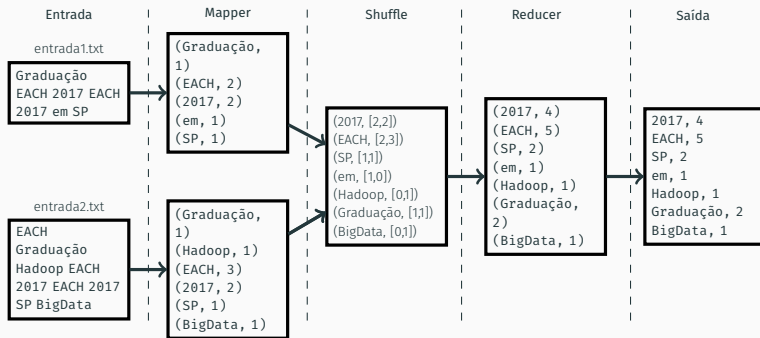 Entrada
Mapper
Shuffle
Reducer
Saída
entrada1.txt
Graduação
EACH 2017 EACH
2017 em SP
entrada2.txt
EACH
Graduação
Hadoop EACH
2017 EACH 2017
SP BigData
(Graduação,
1)
(EACH, 2)
(2017, 2)
(em, 1)
(SP, 1)
(Graduação,
1)
(Hadoop, 1)
(EACH, 3)
(2017, 2)
(SP, 1)
(BigData, 1)
(2017, [2,2])
(EACH, [2,3])
(SP, [1,1])
(em, [1,0])
(Hadoop, [0,1])
(Graduação, [1,1])
(BigData, [0,1])
(2017, 4)
(EACH, 5)
(SP, 2)
(em, 1)
(Hadoop, 1)
(Graduação,
2)
(BigData, 1)
2017, 4
EACH, 5
SP, 2
em, 1
Hadoop, 1
Graduação, 2
BigData, 1